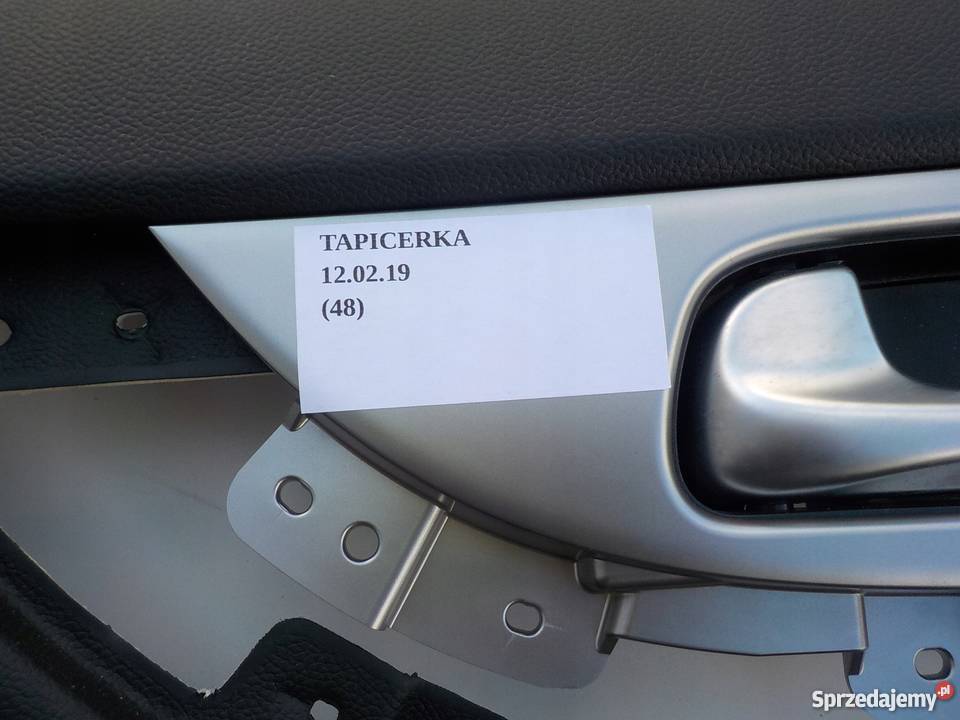 TAPICERKA
12.02.19
(48)
Sprzedajemy.pl